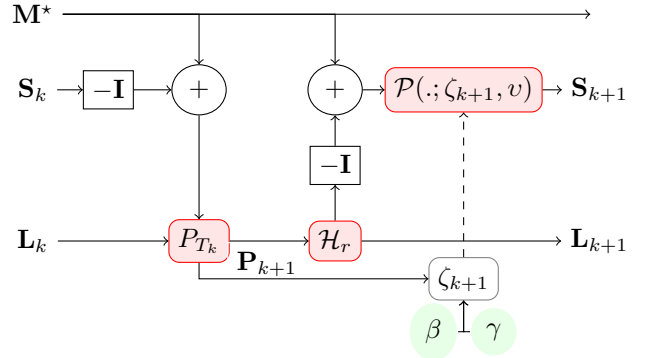 M⋆
S_k −I + + P(.; ζ_{k+1}, υ) S_{k+1}
−I
L_k P_{T_k} H_r L_{k+1}
P_{k+1} ζ_{k+1}
β γ